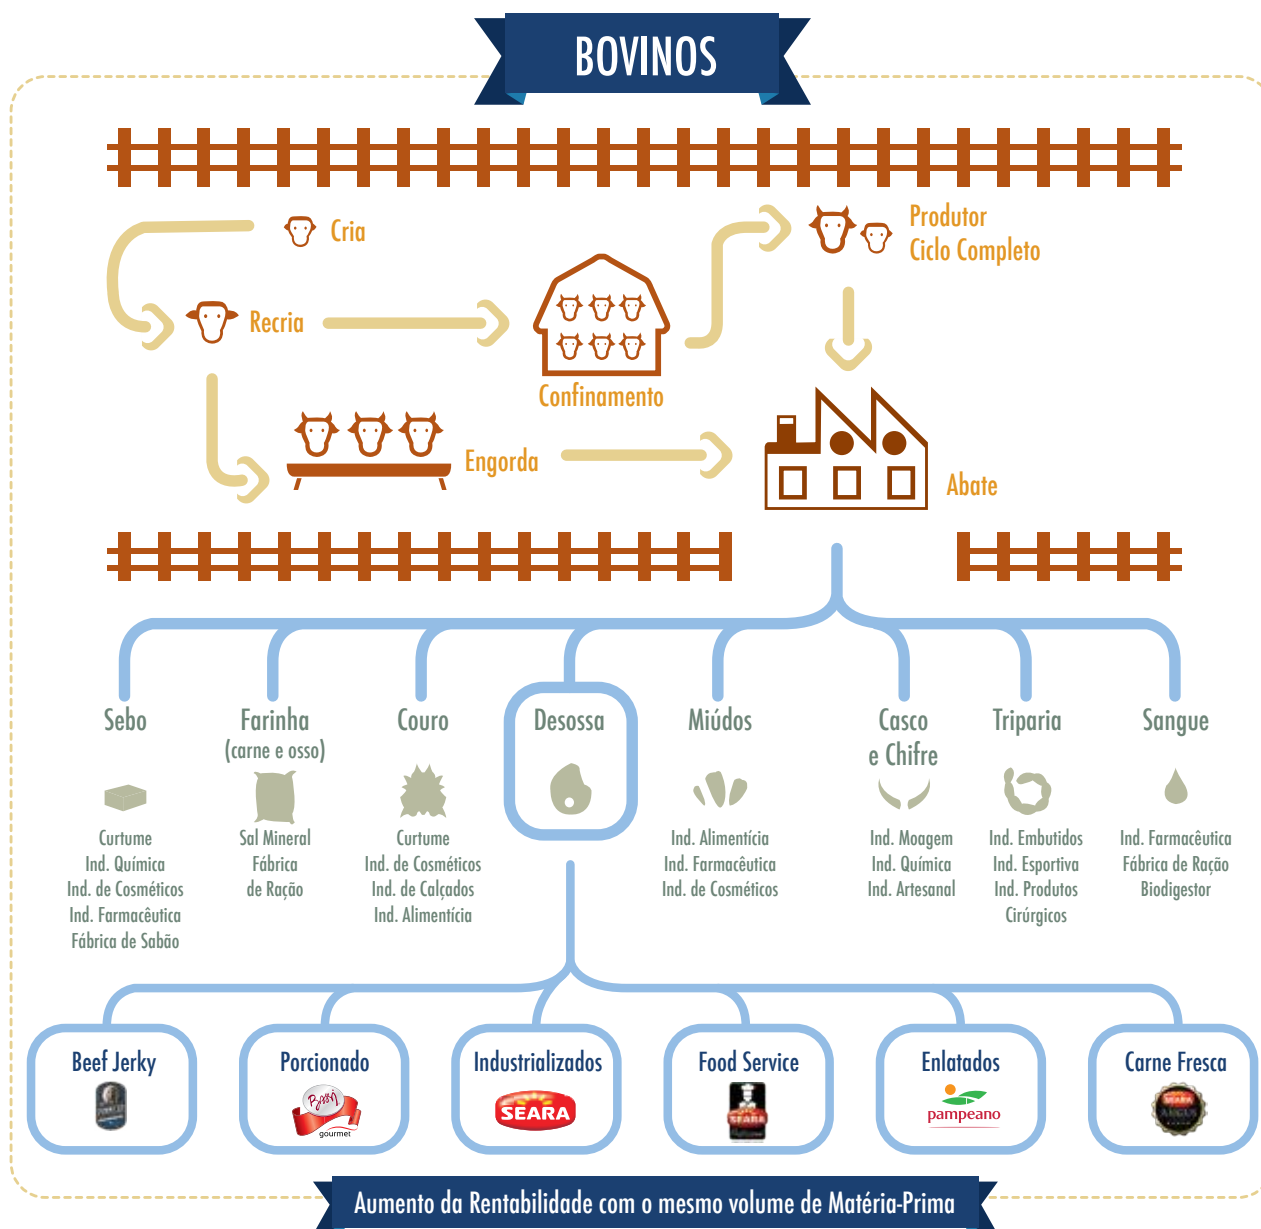 BOVINOS
Cria
Produtor
Ciclo Completo
Recria
Confinamento
Engorda
Abate
Sebo
Curtume
Ind. Química
Ind. de Cosméticos
Ind. Farmacêutica
Fábrica de Sabão
Farinha
(carne e osso)
Sal Mineral
Fábrica
de Ração
Couro
Curtume
Ind. de Cosméticos
Ind. de Calçados
Ind. Alimentícia
Desossa
Miúdos
Ind. Alimentícia
Ind. Farmacêutica
Ind. de Cosméticos
Casco
e Chifre
Ind. Moagem
Ind. Química
Ind. Artesanal
Triparia
Ind. Embutidos
Ind. Esportiva
Ind. Produtos
Cirúrgicos
Sangue
Ind. Farmacêutica
Fábrica de Ração
Biodigestor
Beef Jerky
Porcionado
Bassi
gourmet
Industrializados
SEARA
Food Service
SEARA
Enlatados
pampeano
Carne Fresca
SEARA
ANGUS
Aumento da Rentabilidade com o mesmo volume de Matéria-Prima